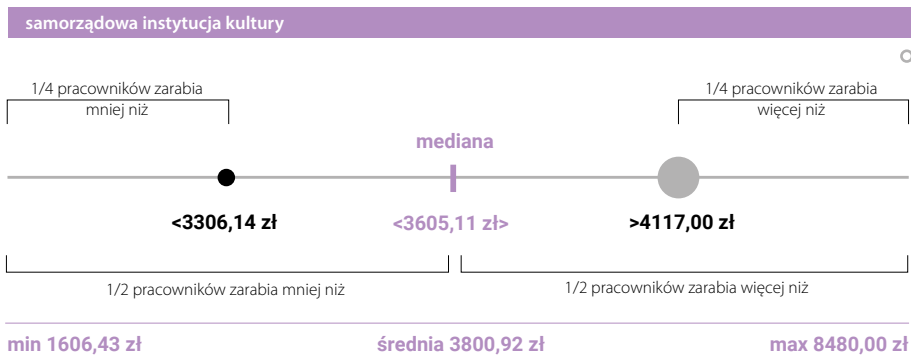 samorządowa instytucja kultury
1/4 pracowników zarabia
mniej niż
1/4 pracowników zarabia
więcej niż
mediana
<3306,14 zł
<3605,11 zł>
>4117,00 zł
1/2 pracowników zarabia mniej niż
1/2 pracowników zarabia więcej niż
min 1606,43 zł
średnia 3800,92 zł
max 8480,00 zł